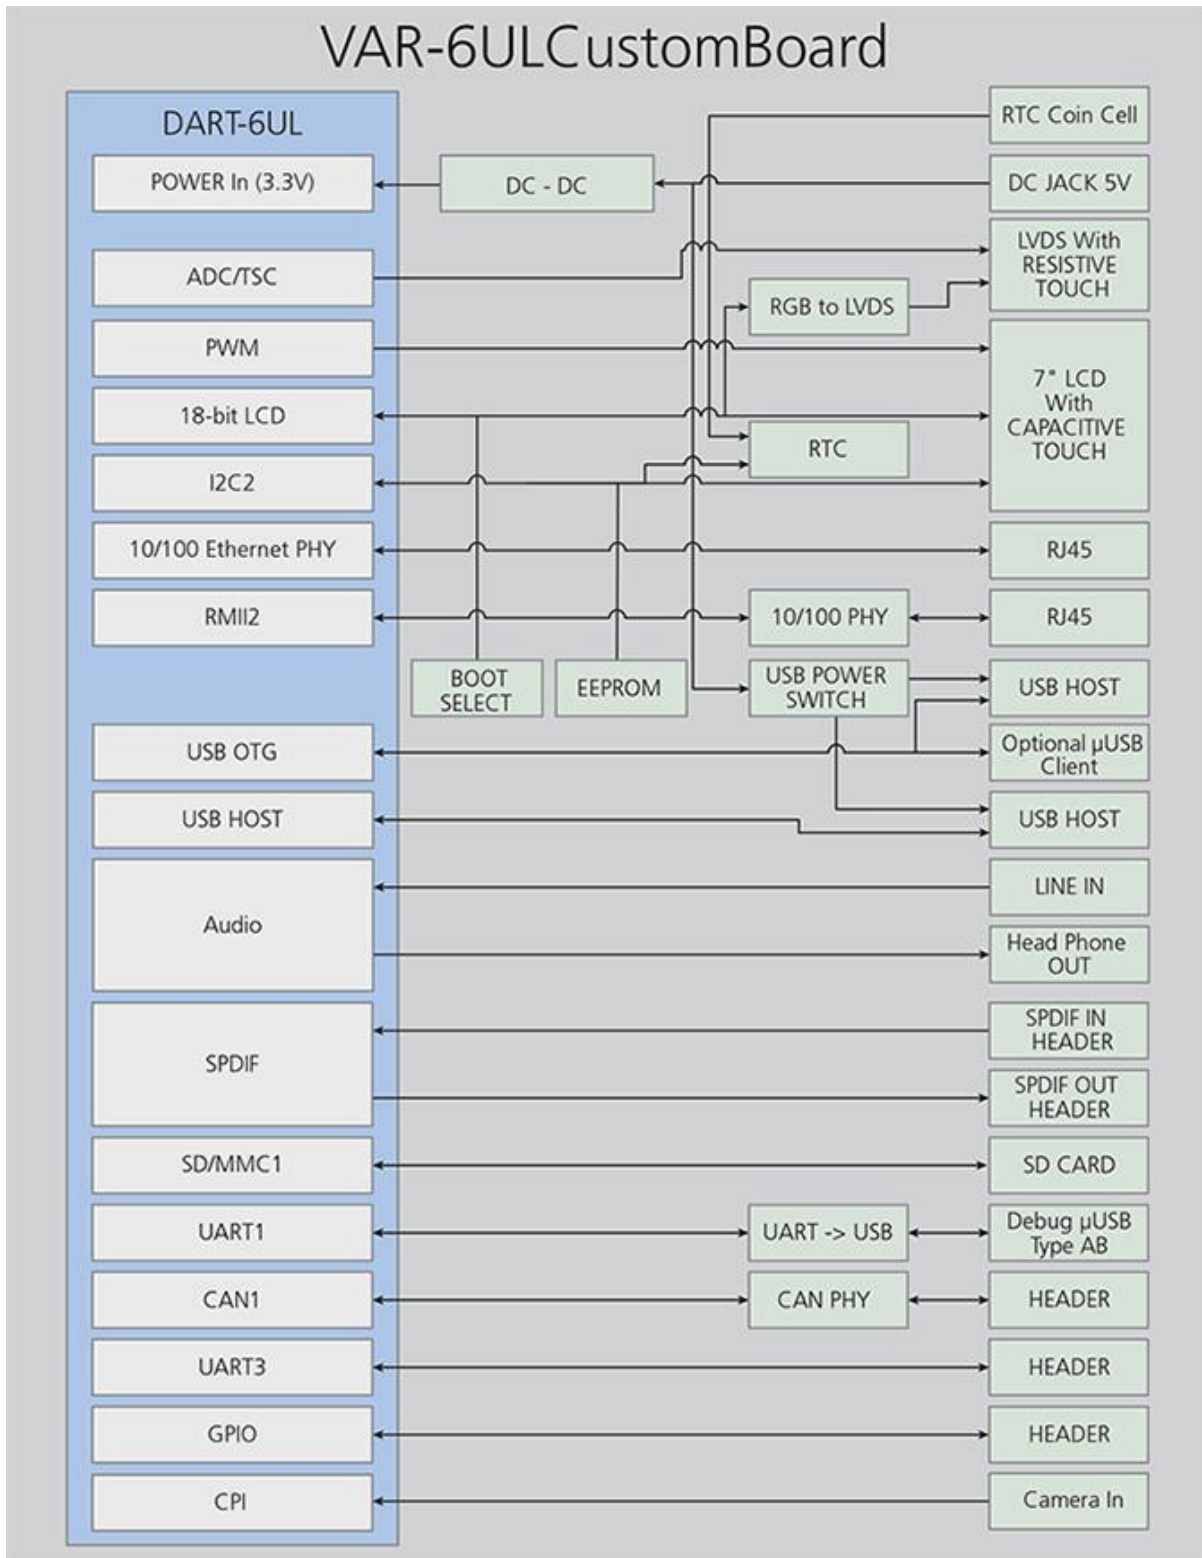 VAR-6ULCustomBoard
DART-6UL
RTC Coin Cell
POWER In (3.3V)
DC - DC
DC JACK 5V
ADC/TSC
LVDS With
RESISTIVE
TOUCH
RGB to LVDS
PWM
7" LCD
With
CAPACITIVE
TOUCH
18-bit LCD
RTC
I2C2
10/100 Ethernet PHY
RJ45
RMII2
10/100 PHY
RJ45
BOOT
SELECT
EEPROM
USB POWER
SWITCH
USB HOST
USB OTG
Optional µUSB
Client
USB HOST
USB HOST
Audio
LINE IN
Head Phone
OUT
SPDIF
SPDIF IN
HEADER
SPDIF OUT
HEADER
SD/MMC1
SD CARD
UART1
UART -> USB
Debug µUSB
Type AB
CAN1
CAN PHY
HEADER
UART3
HEADER
GPIO
HEADER
CPI
Camera In